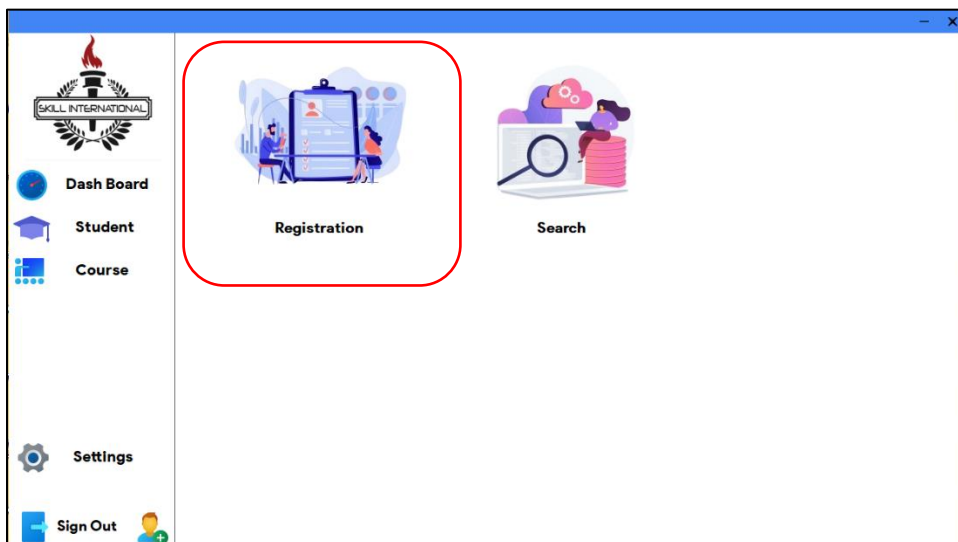 SKILL INTERNATIONAL
Dash Board
Student
Course
Settings
Sign Out
Registration
Search